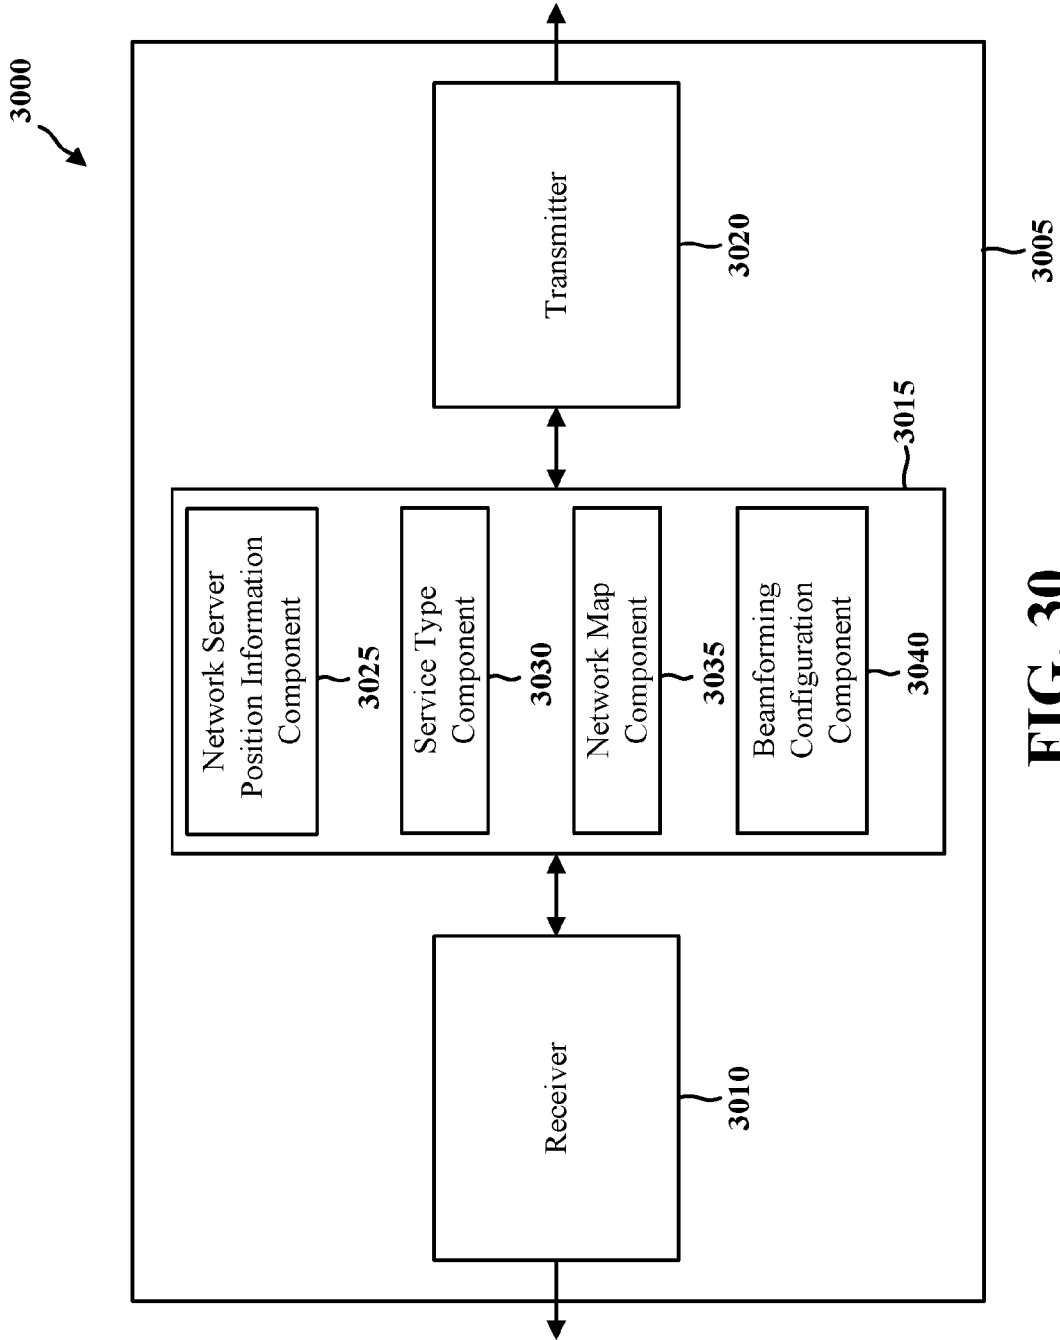 3000
Receiver
3010
Network Server
Position Information
Component
3025
Service Type
Component
3030
Network Map
Component
3035
Beamforming
Configuration
Component
3040
3015
Transmitter
3020
3005
FIG. 30